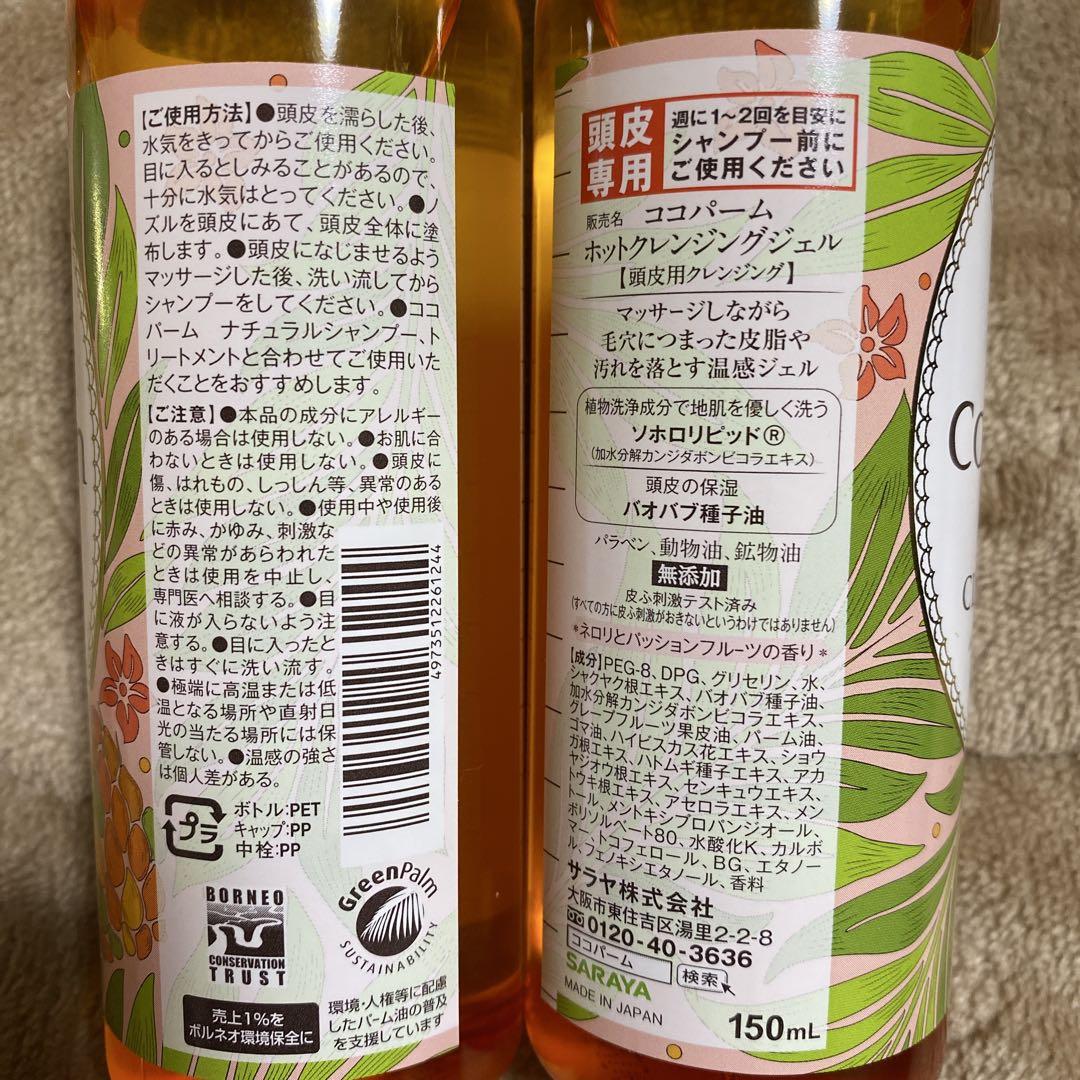 【ご使用方法】●頭皮を濡らした後、
水気をきってからご使用ください。
目に入るとしみることがあるので、
十分に水気はとってください。●ノ
ズルを頭皮にあて、頭皮全体に塗
布します。●頭皮になじませるよう
マッサージした後、洗い流してから
シャンプーをしてください。●ココ
パーム ナチュラルシャンプー、ト
リートメントと合わせてご使用いた
だくことをおすすめします。
【ご注意】●本品の成分にアレルギー
のある場合は使用しない。●お肌に合
わないときは使用しない。●頭皮に
傷、はれもの、しっしん等、異常のある
ときは使用しない。●使用中や使用後
に赤み、かゆみ、刺激な
どの異常があらわれた
ときは使用を中止し、
専門医へ相談する。●目
に液が入らないよう注
意する。●目に入ったと
きはすぐに洗い流す。
●極端に高温または低
温となる場所や直射日
光の当たる場所には保
管しない。●温感の強さ
は個人差がある。
4973512261244
プラ
ボトル:PET
キャップ:PP
中栓:PP
BORNEO
CONSERVATION
TRUST
GreenPalm
SUSTAINABILITY
売上1%を
ボルネオ環境保全に
環境・人権等に配慮
したパーム油の普及
を支援しています
頭皮
専用
週に1~2回を目安に
シャンプー前に
ご使用ください
販売名 ココパーム
ホットクレンジングジェル
【頭皮用クレンジング】
マッサージしながら
毛穴につまった皮脂や
汚れを落とす温感ジェル
植物洗浄成分で地肌を優しく洗う
ソホロリピッド®
(加水分解カンジダボンビコラエキス)
頭皮の保湿
バオバブ種子油
パラベン、動物油、鉱物油
無添加
皮ふ刺激テスト済み
(すべての方に皮ふ刺激がおきないというわけではありません)
*ネロリとパッションフルーツの香り*
【成分】PEG-8、DPG、グリセリン、水、
シャクヤク根エキス、バオバブ種子油、
加水分解カンジダボンビコラエキス、
グレープフルーツ果皮油、パーム油、
ゴマ油、ハイビスカス花エキス、ショウ
ガ根エキス、ハトムギ種子エキス、アカ
ヤジオウ根エキス、センキュウエキス、
トウキ根エキス、アセロラエキス、メン
トール、メントキシプロパンジオール、
ポリソルベート80、水酸化K、カルボ
マー、トコフェロール、BG、エタノー
ル、フェノキシエタノール、香料
サラヤ株式会社
大阪市東住吉区湯里2-2-8
0120-40-3636
ココパーム 検索
SARAYA
MADE IN JAPAN
150mL